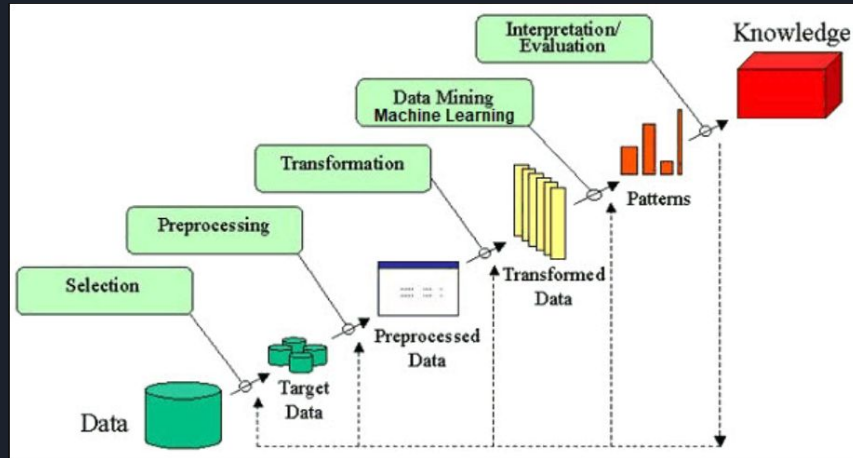 Interpretation/
Evaluation
Knowledge
Data Mining
Machine Learning
Transformation
Patterns
Preprocessing
Transformed
Data
Selection
Preprocessed
Data
Target
Data
Data